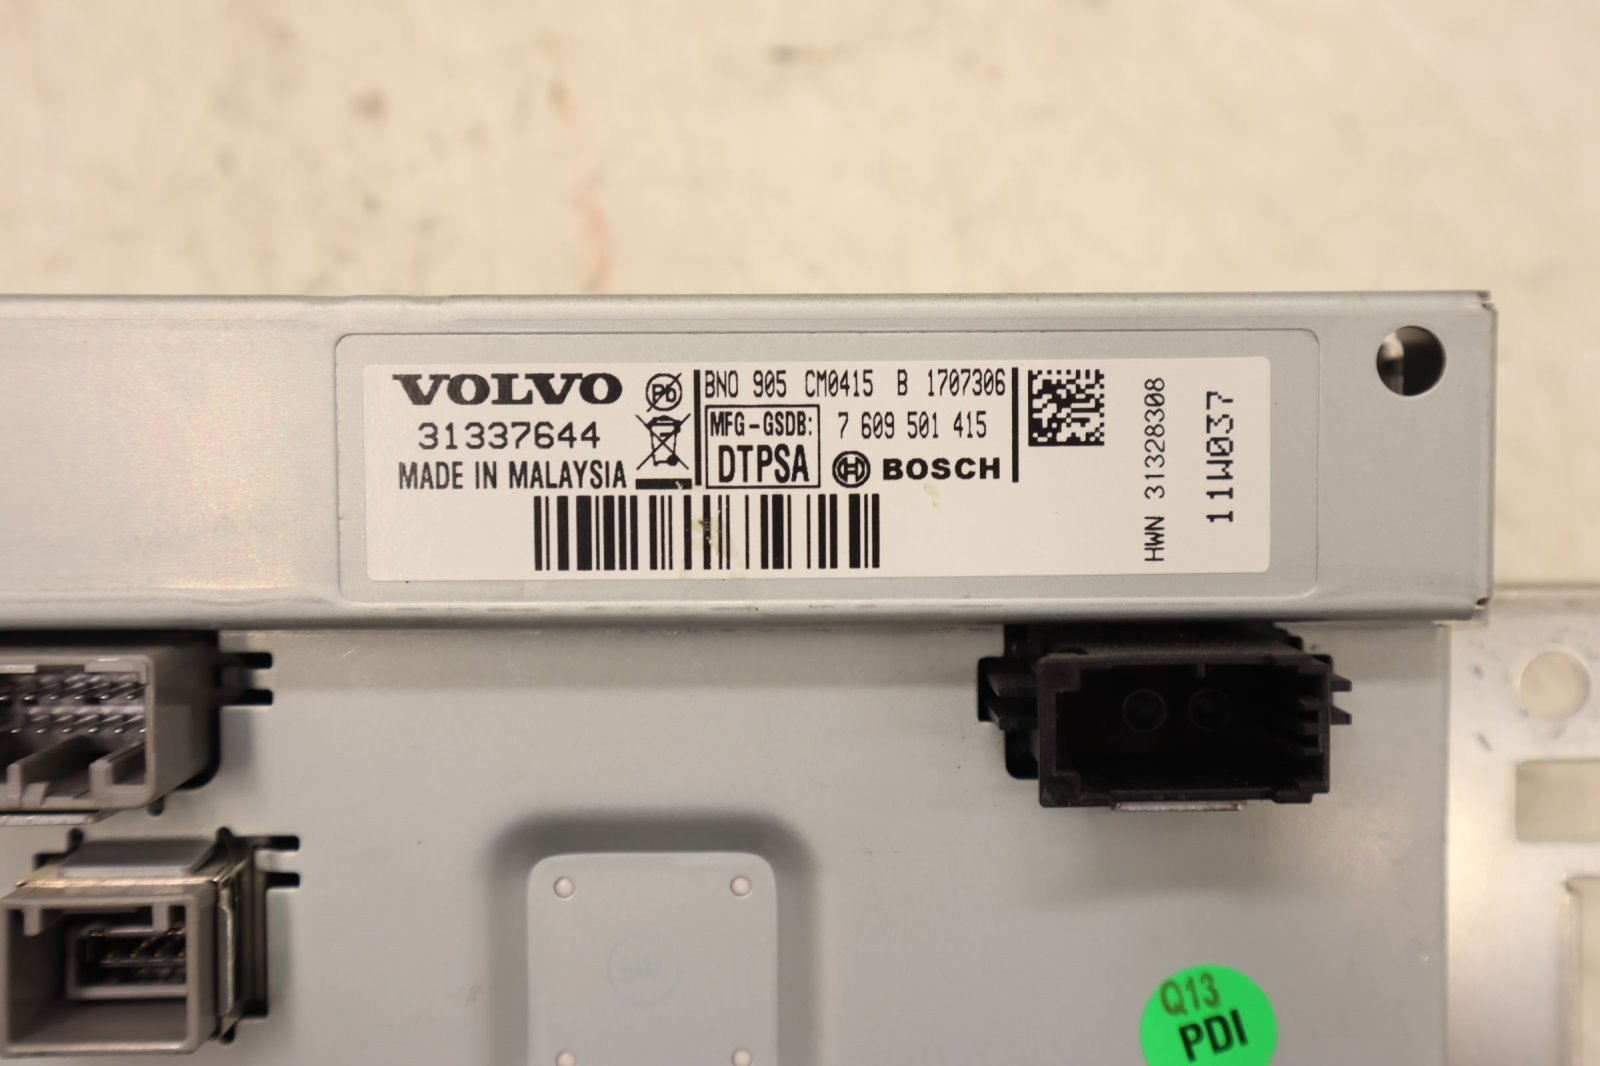 VOLVO
31337644
MADE IN MALAYSIA
Pb
BNO 905 CM0415 B 1707306
MFG-GSDB:
DTPSA
7 609 501 415
BOSCH
HWN 31328308
11W037
Q13
PDI